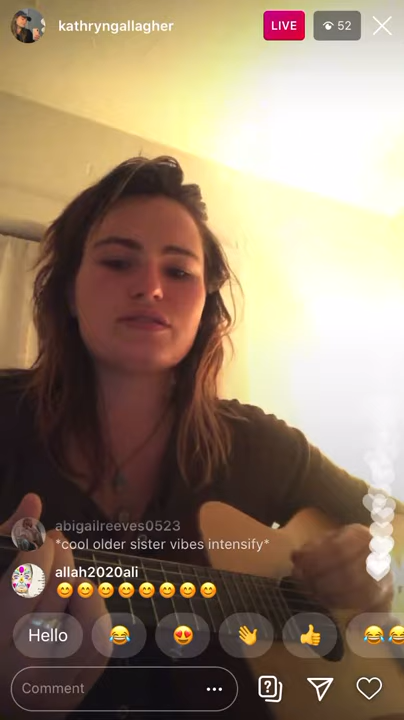 kathryngallagher LIVE 52
abigailreeves0523
*cool older sister vibes intensify*
allah2020ali
😊😊😊😊😊😊😊😊
Hello 😂 😍 👋 👍 😂😂
Comment